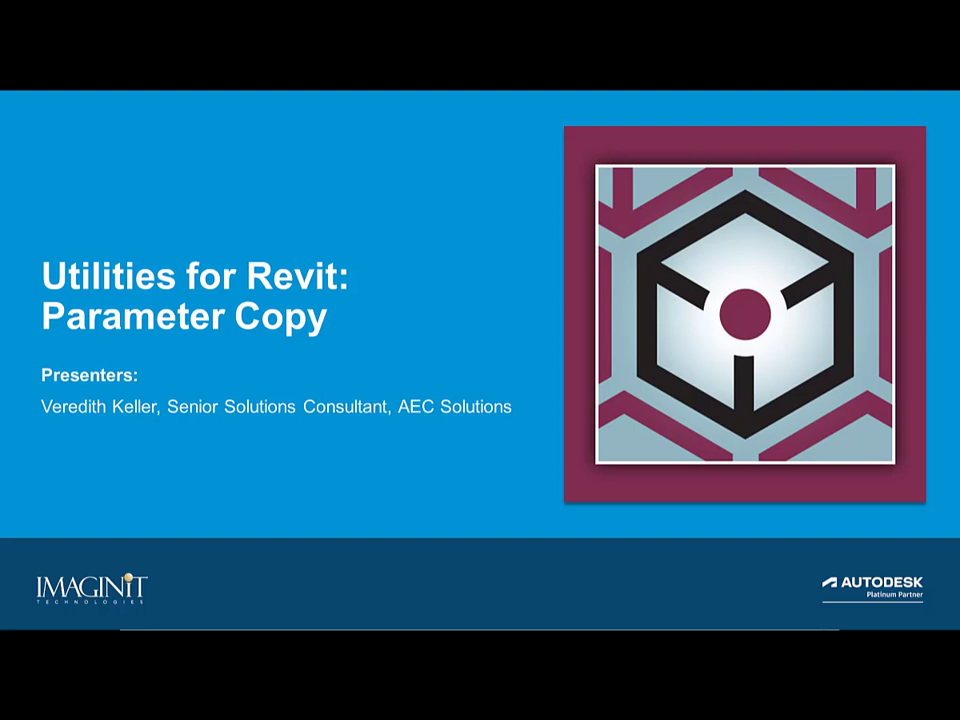 Utilities for Revit:
Parameter Copy
Presenters:
Veredith Keller, Senior Solutions Consultant, AEC Solutions
IMAGINiT
TECHNOLOGIES
AUTODESK
Platinum Partner